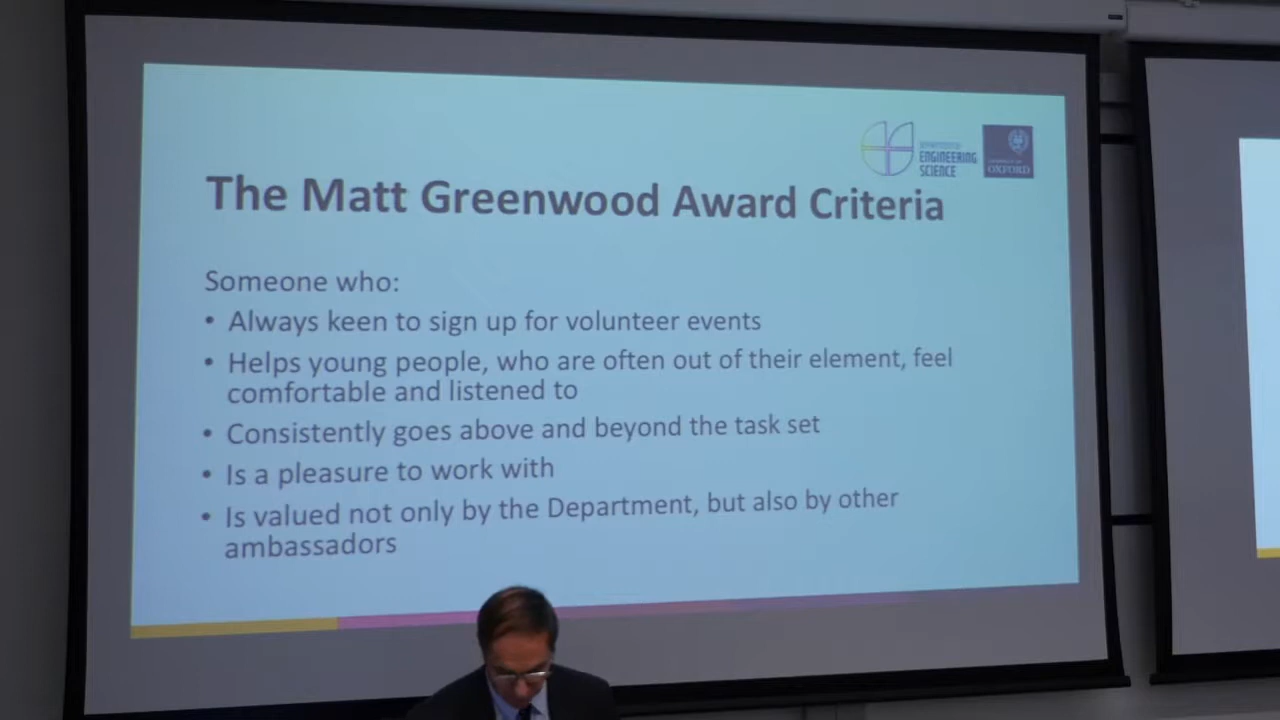 ENGINEERING
SCIENCE
UNIVERSITY OF
OXFORD
The Matt Greenwood Award Criteria
Someone who:
• Always keen to sign up for volunteer events
• Helps young people, who are often out of their element, feel
comfortable and listened to
• Consistently goes above and beyond the task set
• Is a pleasure to work with
• Is valued not only by the Department, but also by other
ambassadors